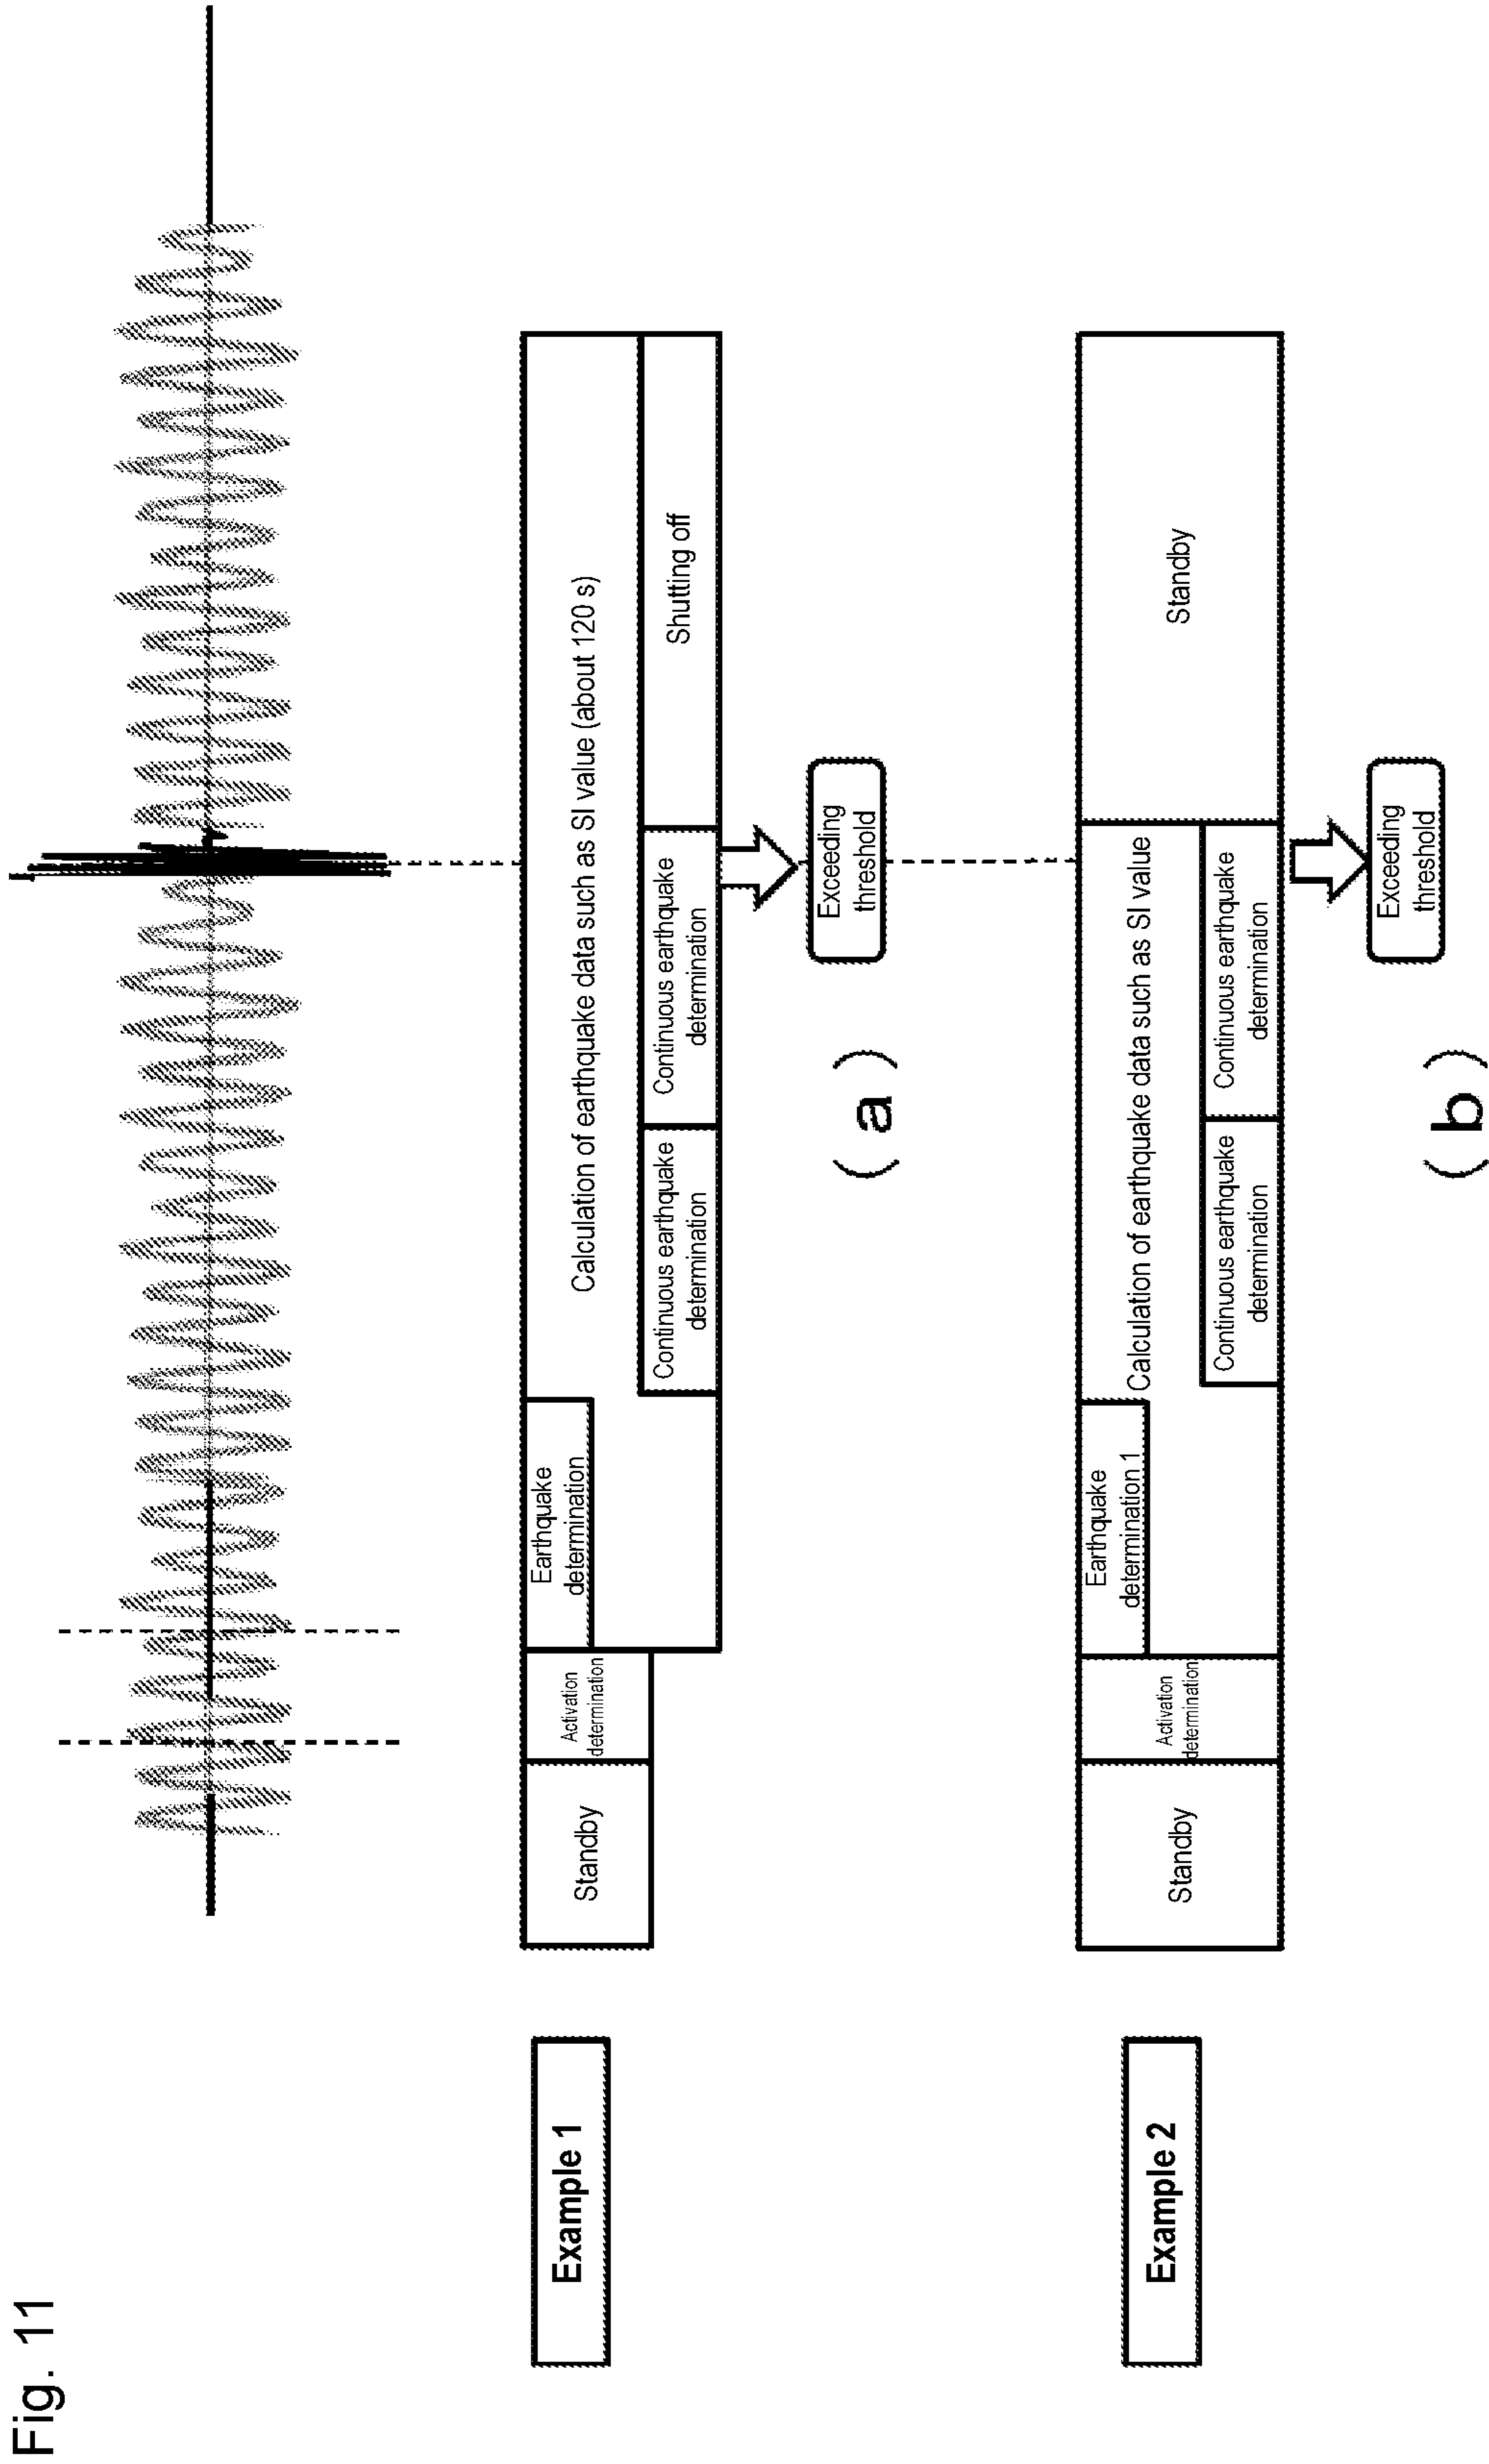 Fig. 11
Example 1
Standby
Activation
determination
Earthquake
determination
Calculation of earthquake data such as SI value (about 120 s)
Continuous earthquake
determination
Continuous earthquake
determination
Shutting off
Exceeding
threshold
( a )
Example 2
Standby
Activation
determination
Earthquake
determination 1
Calculation of earthquake data such as SI value
Continuous earthquake
determination
Continuous earthquake
determination
Standby
Exceeding
threshold
( b )